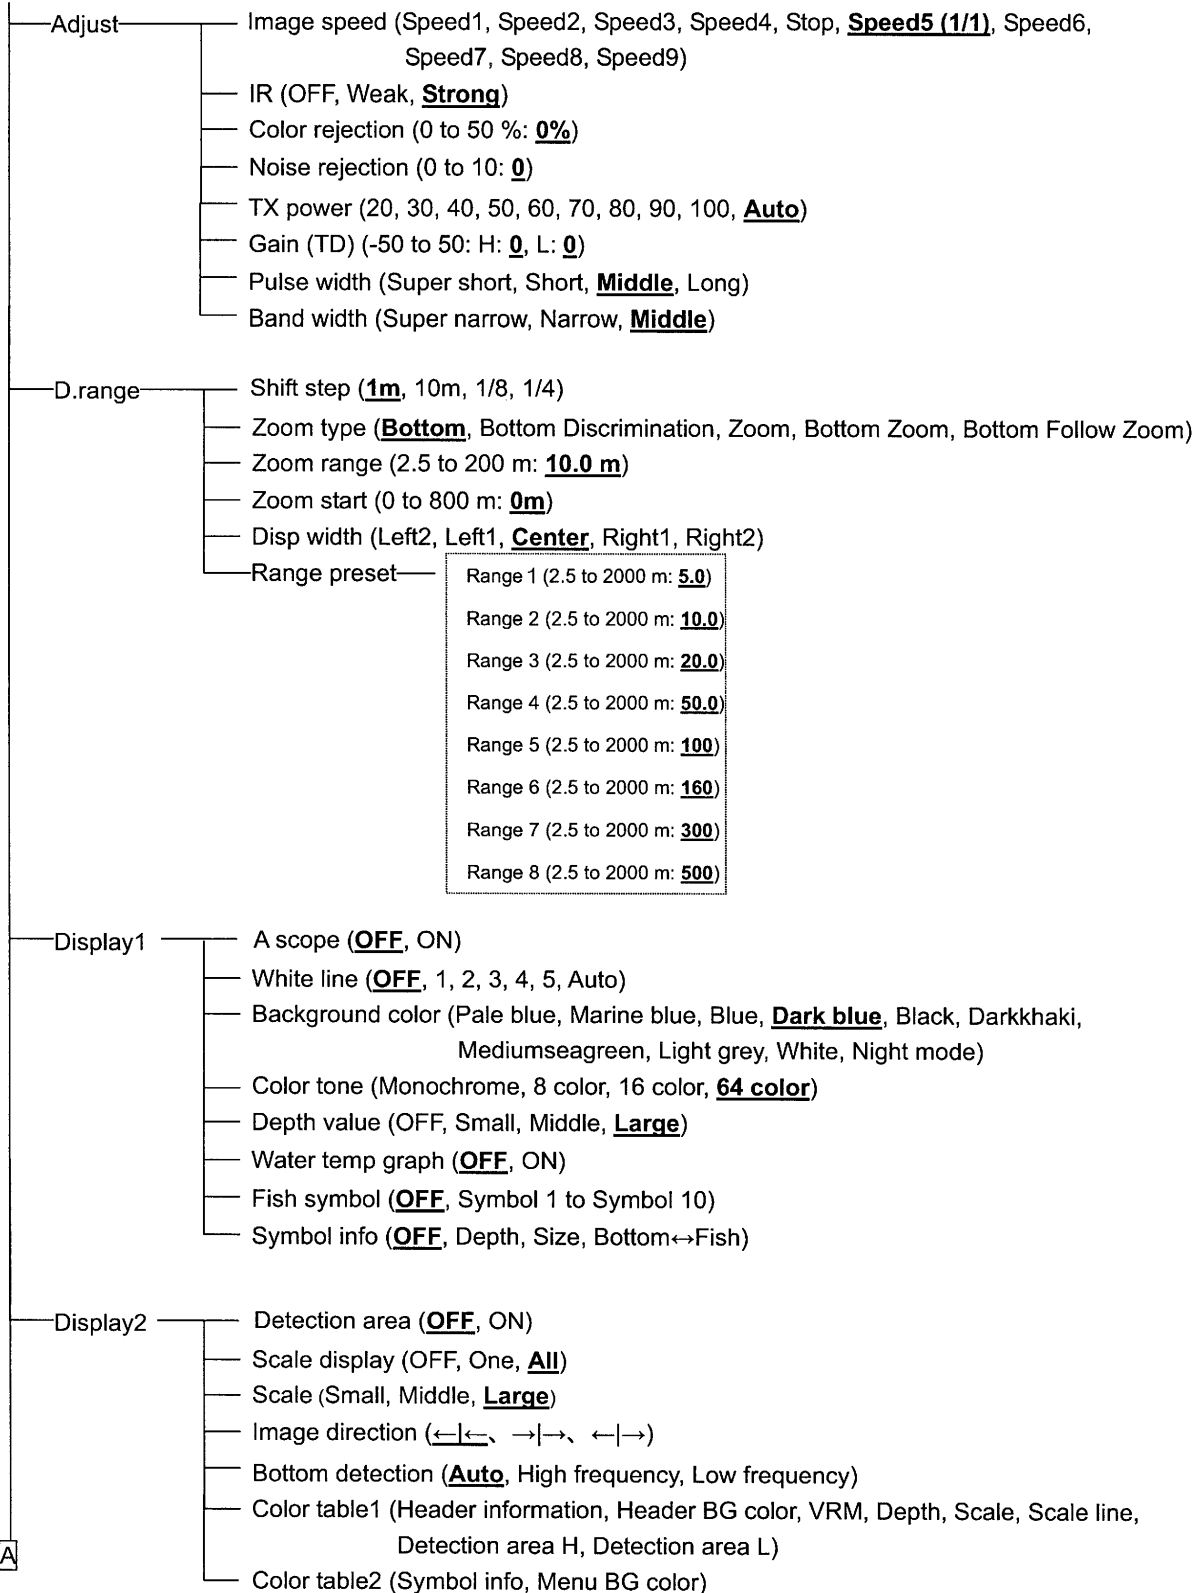 Adjust
Image speed (Speed1, Speed2, Speed3, Speed4, Stop, Speed5 (1/1), Speed6,
Speed7, Speed8, Speed9)
IR (OFF, Weak, Strong)
Color rejection (0 to 50 %: 0%)
Noise rejection (0 to 10: 0)
TX power (20, 30, 40, 50, 60, 70, 80, 90, 100, Auto)
Gain (TD) (-50 to 50: H: 0, L: 0)
Pulse width (Super short, Short, Middle, Long)
Band width (Super narrow, Narrow, Middle)
D.range
Shift step (1m, 10m, 1/8, 1/4)
Zoom type (Bottom, Bottom Discrimination, Zoom, Bottom Zoom, Bottom Follow Zoom)
Zoom range (2.5 to 200 m: 10.0 m)
Zoom start (0 to 800 m: 0m)
Disp width (Left2, Left1, Center, Right1, Right2)
Range preset
Range 1 (2.5 to 2000 m: 5.0)
Range 2 (2.5 to 2000 m: 10.0)
Range 3 (2.5 to 2000 m: 20.0)
Range 4 (2.5 to 2000 m: 50.0)
Range 5 (2.5 to 2000 m: 100)
Range 6 (2.5 to 2000 m: 160)
Range 7 (2.5 to 2000 m: 300)
Range 8 (2.5 to 2000 m: 500)
Display1
A scope (OFF, ON)
White line (OFF, 1, 2, 3, 4, 5, Auto)
Background color (Pale blue, Marine blue, Blue, Dark blue, Black, Darkkhaki,
Mediumseagreen, Light grey, White, Night mode)
Color tone (Monochrome, 8 color, 16 color, 64 color)
Depth value (OFF, Small, Middle, Large)
Water temp graph (OFF, ON)
Fish symbol (OFF, Symbol 1 to Symbol 10)
Symbol info (OFF, Depth, Size, Bottom↔Fish)
Display2
Detection area (OFF, ON)
Scale display (OFF, One, All)
Scale (Small, Middle, Large)
Image direction (←|←、 →|→、 ←|→)
Bottom detection (Auto, High frequency, Low frequency)
Color table1 (Header information, Header BG color, VRM, Depth, Scale, Scale line,
Detection area H, Detection area L)
Color table2 (Symbol info, Menu BG color)
A